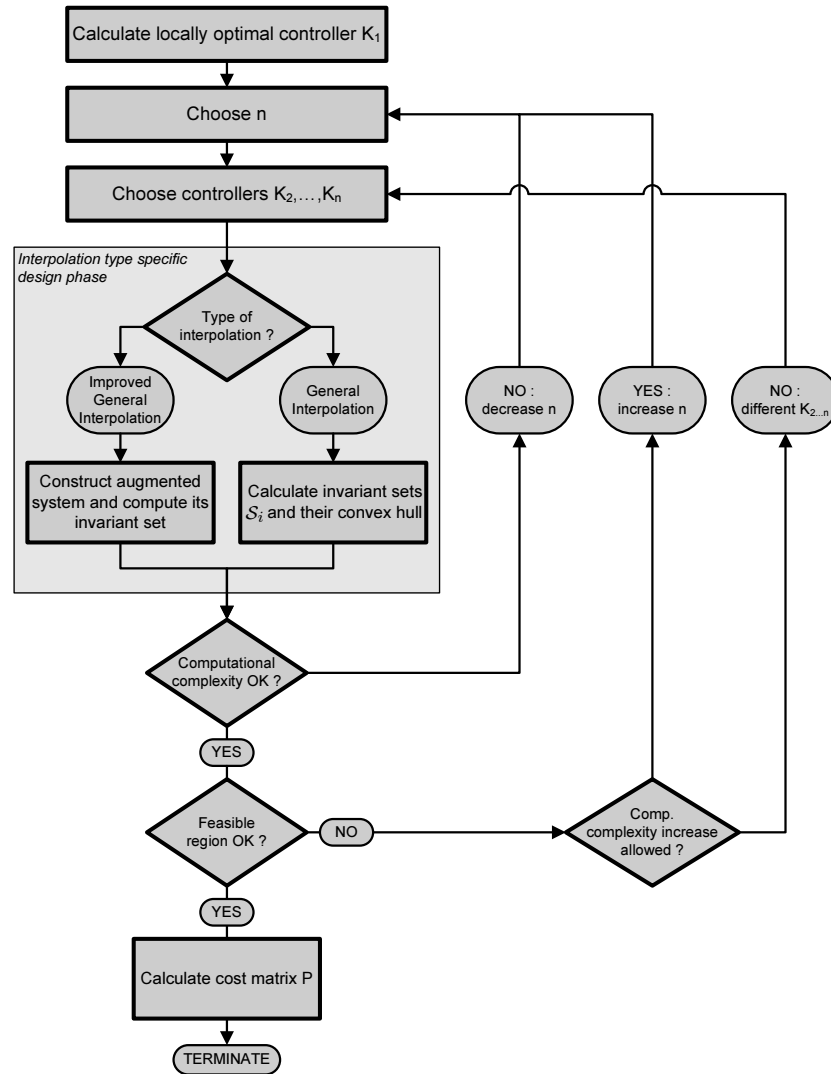 Calculate locally optimal controller K₁
Choose n
Choose controllers K₂,…,Kₙ
Interpolation type specific
design phase
Type of
interpolation ?
Improved
General
Interpolation
General
Interpolation
NO :
decrease n
YES :
increase n
NO :
different K₂...ₙ
Construct augmented
system and compute its
invariant set
Calculate invariant sets
𝒮ᵢ and their convex hull
Computational
complexity OK ?
YES
Feasible
region OK ?
NO
Comp.
complexity increase
allowed ?
YES
Calculate cost matrix P
TERMINATE